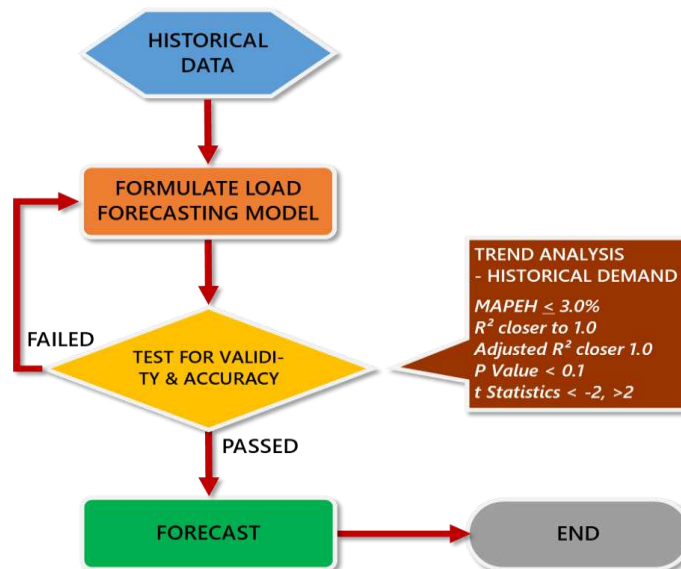 HISTORICAL
DATA
FORMULATE LOAD
FORECASTING MODEL
TREND ANALYSIS
- HISTORICAL DEMAND
MAPEH ≤ 3.0%
R² closer to 1.0
Adjusted R² closer 1.0
P Value < 0.1
t Statistics < -2, >2
FAILED
TEST FOR VALIDI-
TY & ACCURACY
PASSED
FORECAST
END